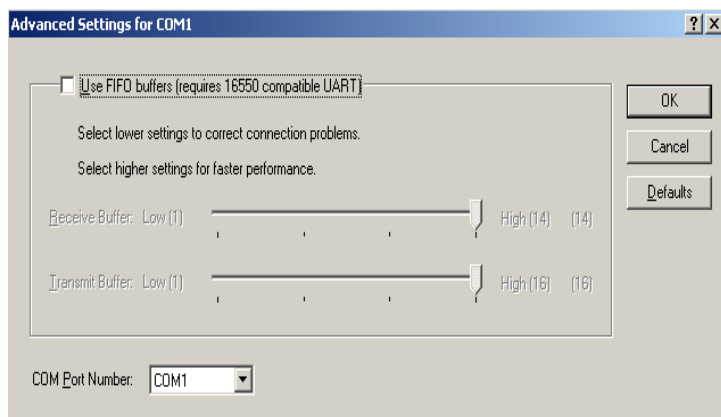 Advanced Settings for COM1
Use FIFO buffers (requires 16550 compatible UART)
OK
Select lower settings to correct connection problems.
Cancel
Select higher settings for faster performance.
Defaults
Receive Buffer: Low (1) High (14) (14)
Transmit Buffer: Low (1) High (16) (16)
COM Port Number: COM1